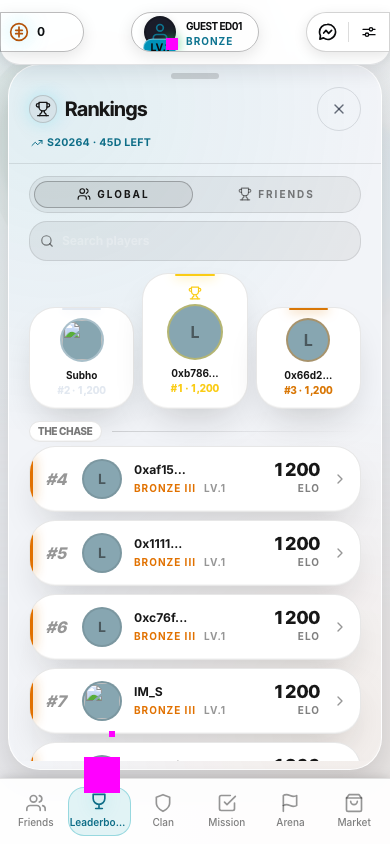 0
GUEST ED01
BRONZE
LV.
Rankings
S20264 · 45D LEFT
GLOBAL
FRIENDS
Search players
L
L
Subho
#2 · 1,200
0xb786...
#1 · 1,200
0x66d2...
#3 · 1,200
THE CHASE
#4
L
0xaf15...
BRONZE III LV.1
1200
ELO
#5
L
0x1111...
BRONZE III LV.1
1200
ELO
#6
L
0xc76f...
BRONZE III LV.1
1200
ELO
#7
IM_S
BRONZE III LV.1
1200
ELO
Friends
Leaderbo...
Clan
Mission
Arena
Market